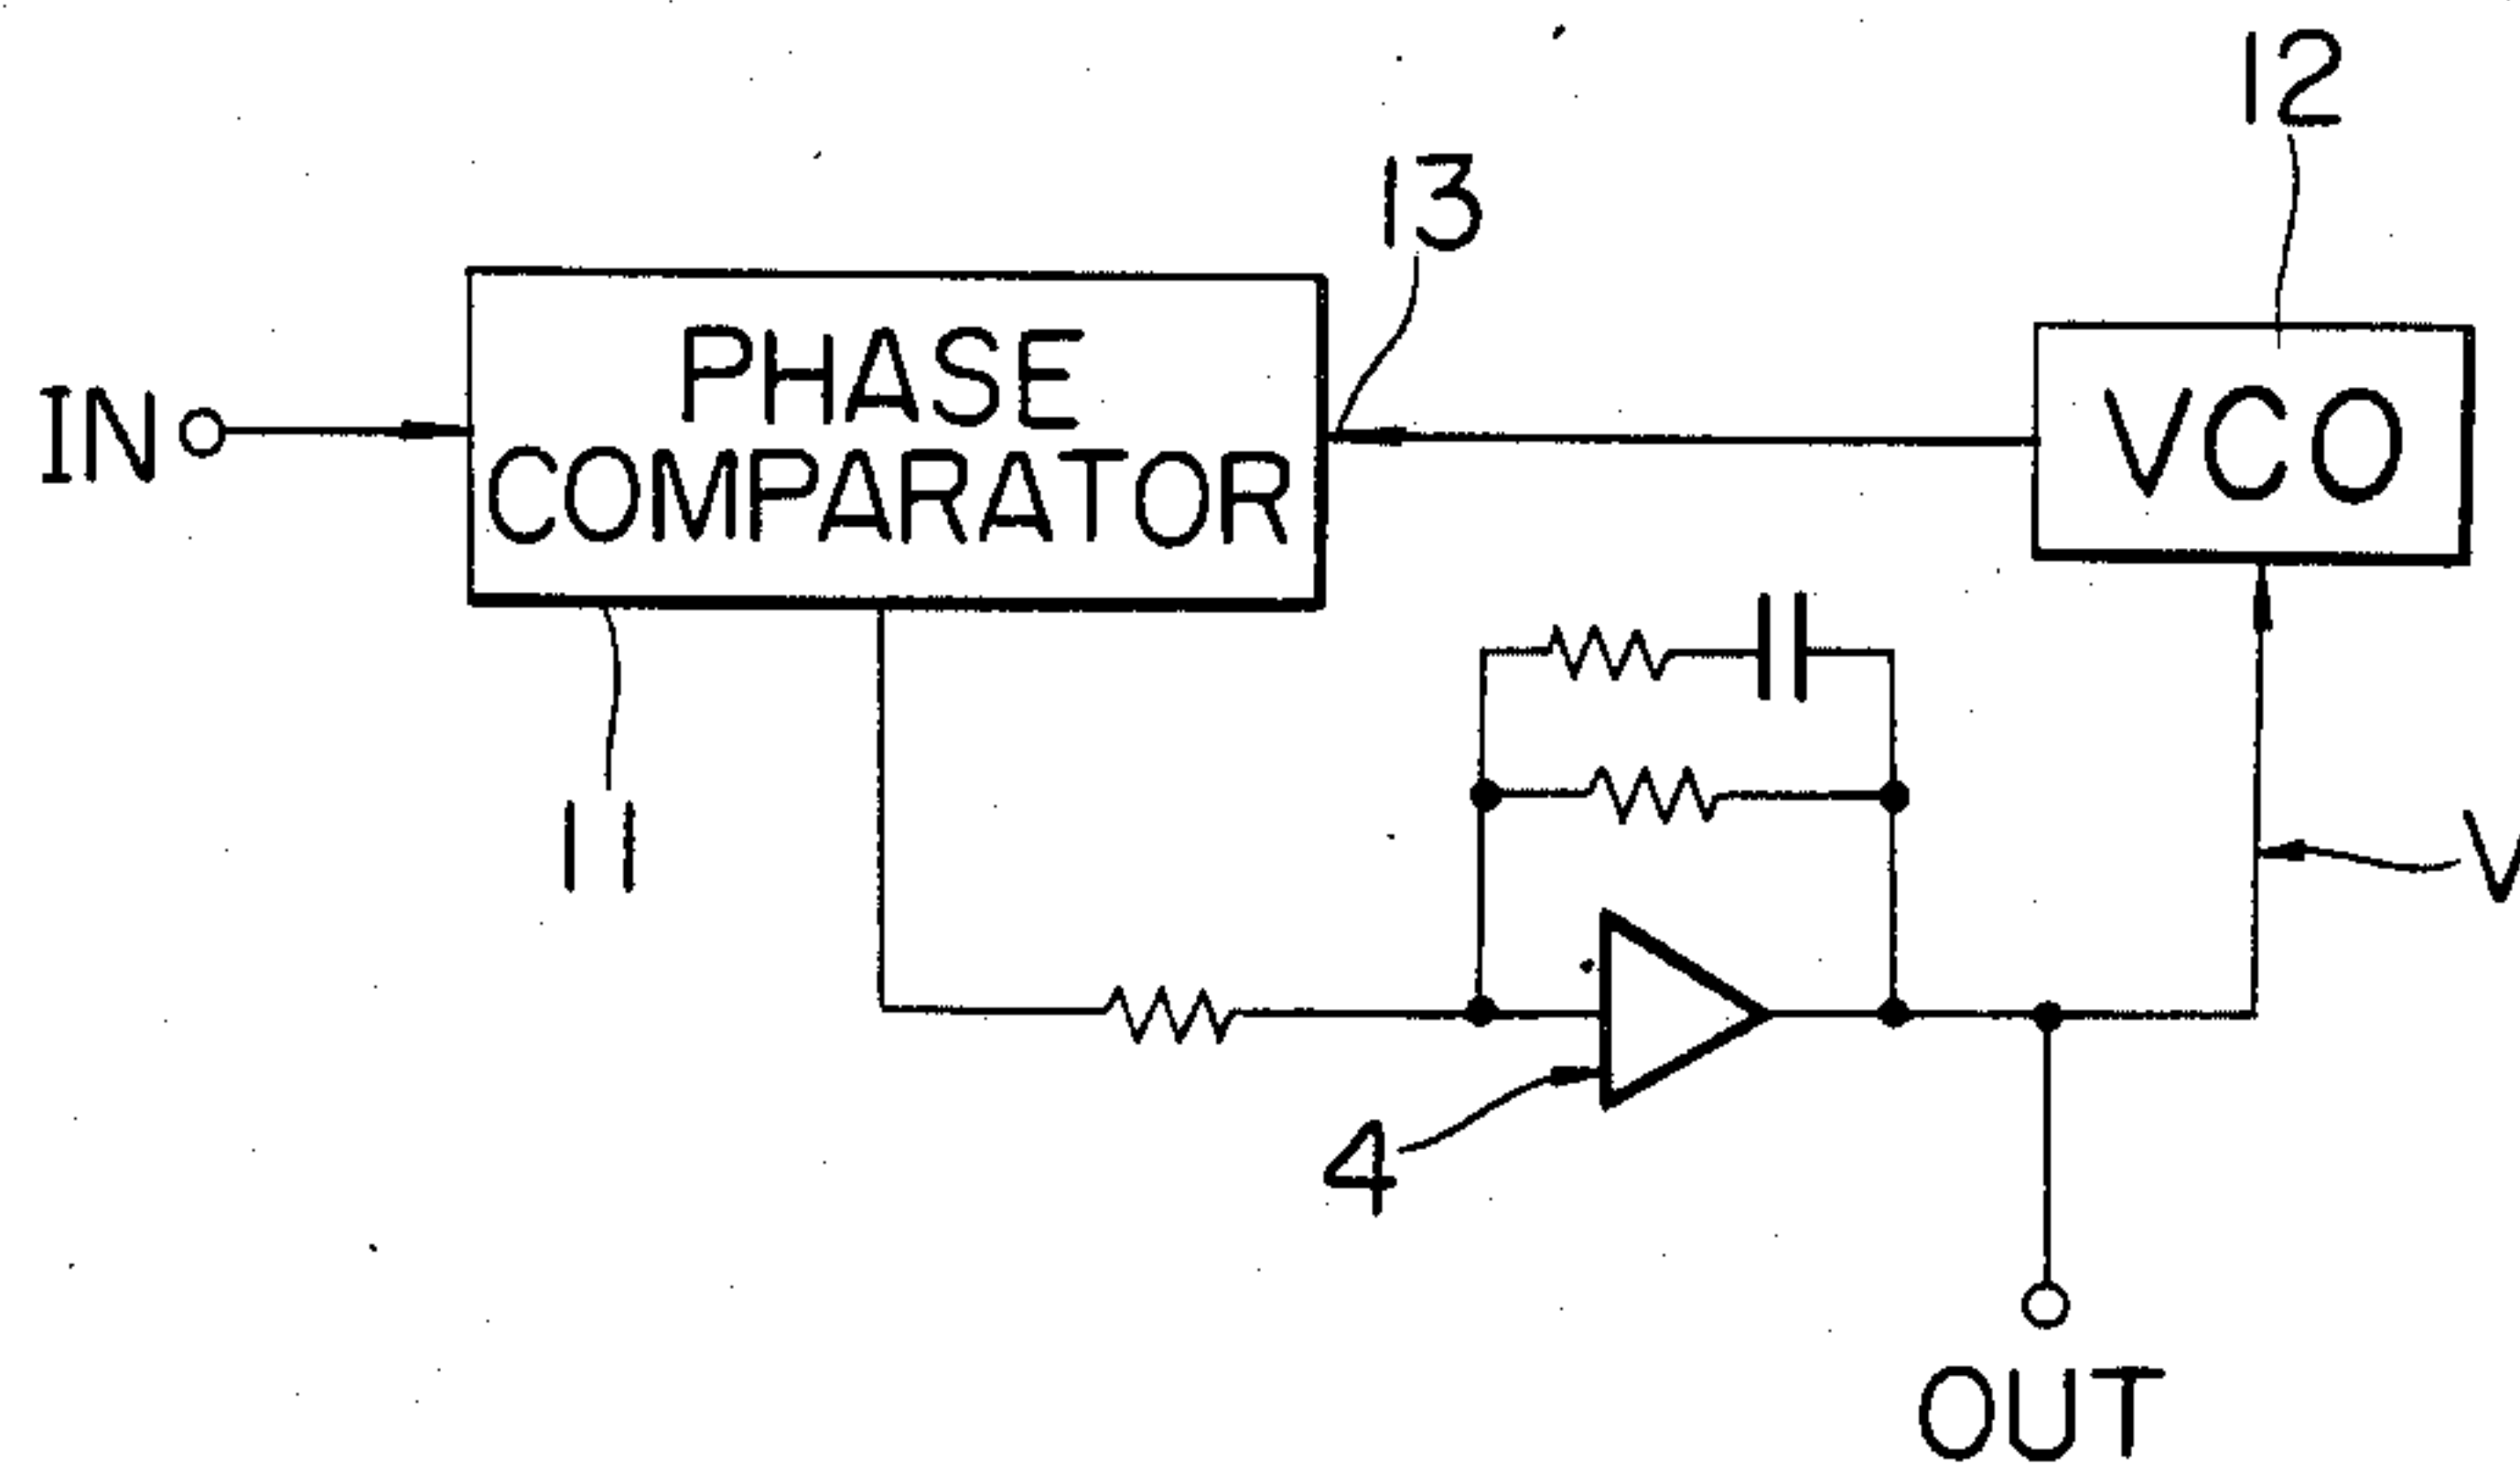 12
13
PHASE
COMPARATOR
IN
VCO
11
V
4
OUT